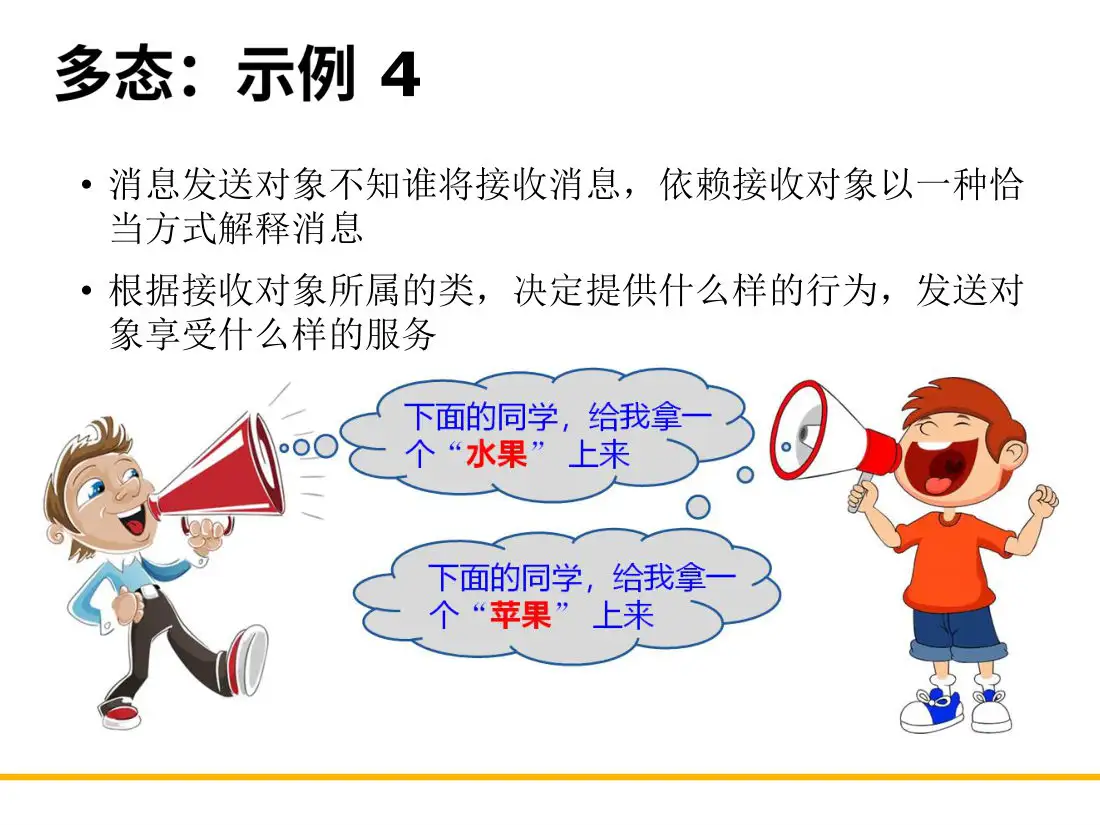 多态：示例 4
• 消息发送对象不知谁将接收消息，依赖接收对象以一种恰
当方式解释消息
• 根据接收对象所属的类，决定提供什么样的行为，发送对
象享受什么样的服务
下面的同学，给我拿一
个“水果” 上来
下面的同学，给我拿一
个“苹果” 上来